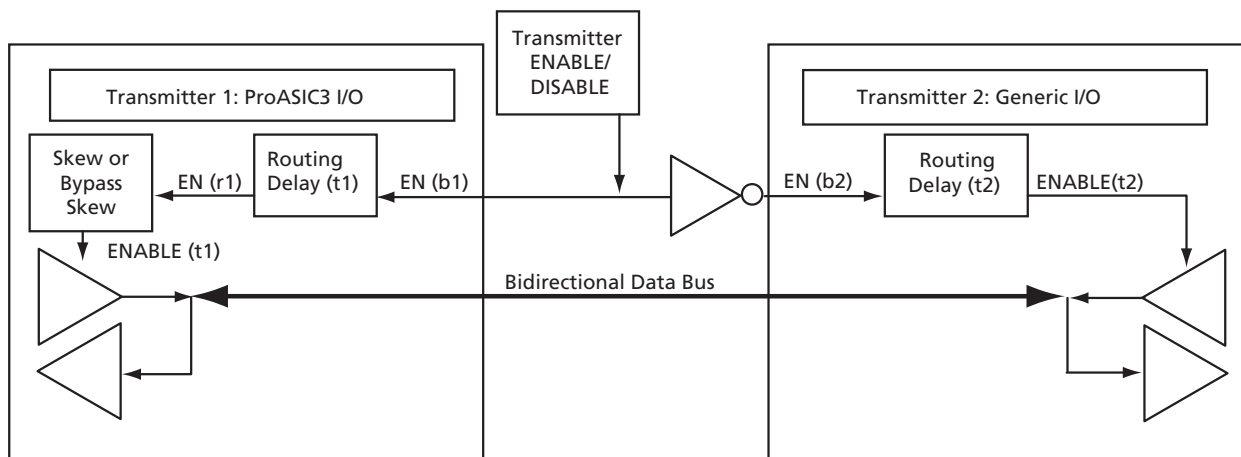 Transmitter
ENABLE/
DISABLE
Transmitter 1: ProASIC3 I/O
Transmitter 2: Generic I/O
Skew or
Bypass
Skew
EN (r1)
Routing
Delay (t1)
EN (b1)
EN (b2)
Routing
Delay (t2)
ENABLE(t2)
ENABLE (t1)
Bidirectional Data Bus